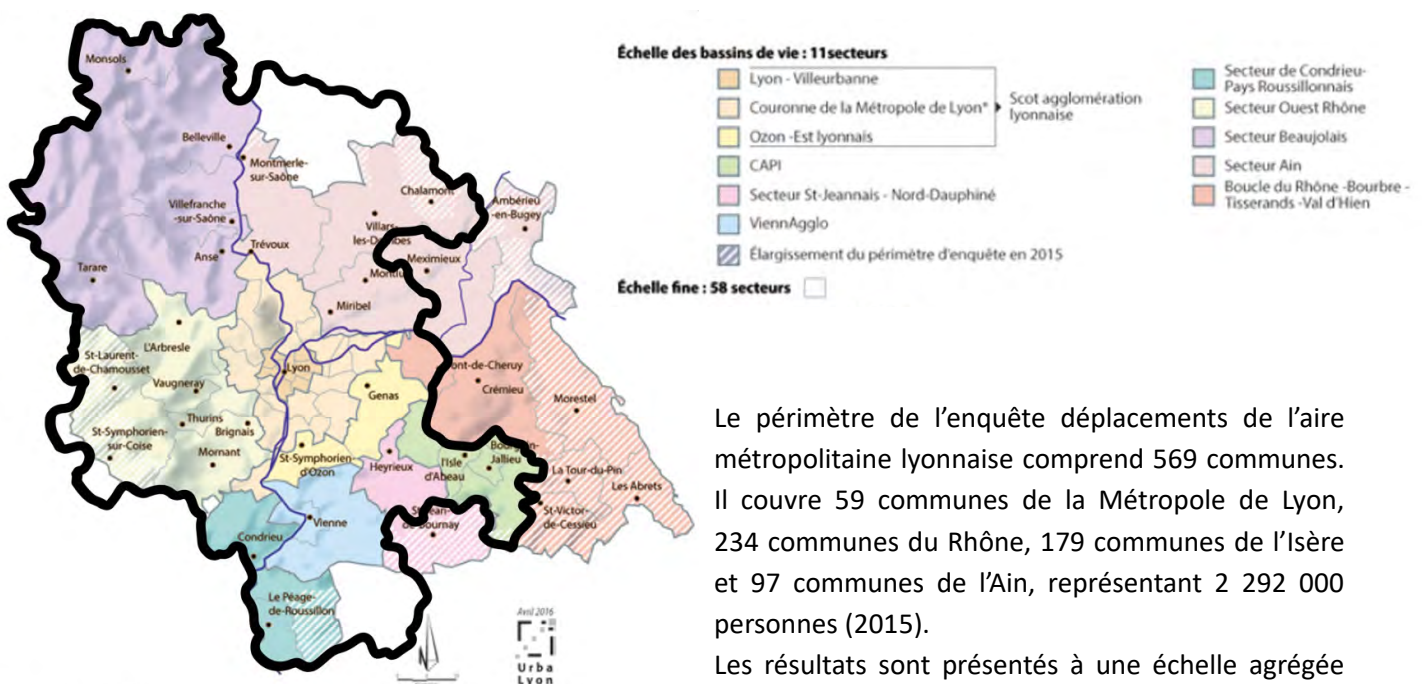 Monsols
Belleville
Montmerle-
sur-Saône
Chalamont
Ambérieu
-en-Bugey
Villefranche
-sur-Saône
Villars-
les-Dombes
Anse
Trévoux
Meximieux
Tarare
Miribel
L'Arbresle
St-Laurent-
de-Chamousset
Lyon
Vaugneray
Genas
Crémieu
Morestel
Thurins
Brignais
St-Symphorien-
sur-Coise
Mornant
St-Symphorien
d'Ozon
Heyrieux
l'Isle
d'Abeau
La Tour-du-Pin
Les Abrets
Vienne
St-Victor-
de-Cessieu
Condrieu
Le Péage-
de-Roussillon
Avril 2016
Urba
Lyon
Échelle des bassins de vie : 11secteurs
Lyon - Villeurbanne
Couronne de la Métropole de Lyon*
Ozon -Est lyonnais
Scot agglomération
lyonnaise
CAPI
Secteur St-Jeannais - Nord-Dauphiné
ViennAgglo
Élargissement du périmètre d'enquête en 2015
Échelle fine : 58 secteurs
Secteur de Condrieu-
Pays Roussillonnais
Secteur Ouest Rhône
Secteur Beaujolais
Secteur Ain
Boucle du Rhône -Bourbre -
Tisserands -Val d'Hien
Le périmètre de l'enquête déplacements de l'aire
métropolitaine lyonnaise comprend 569 communes.
Il couvre 59 communes de la Métropole de Lyon,
234 communes du Rhône, 179 communes de l'Isère
et 97 communes de l'Ain, représentant 2 292 000
personnes (2015).
Les résultats sont présentés à une échelle agrégée